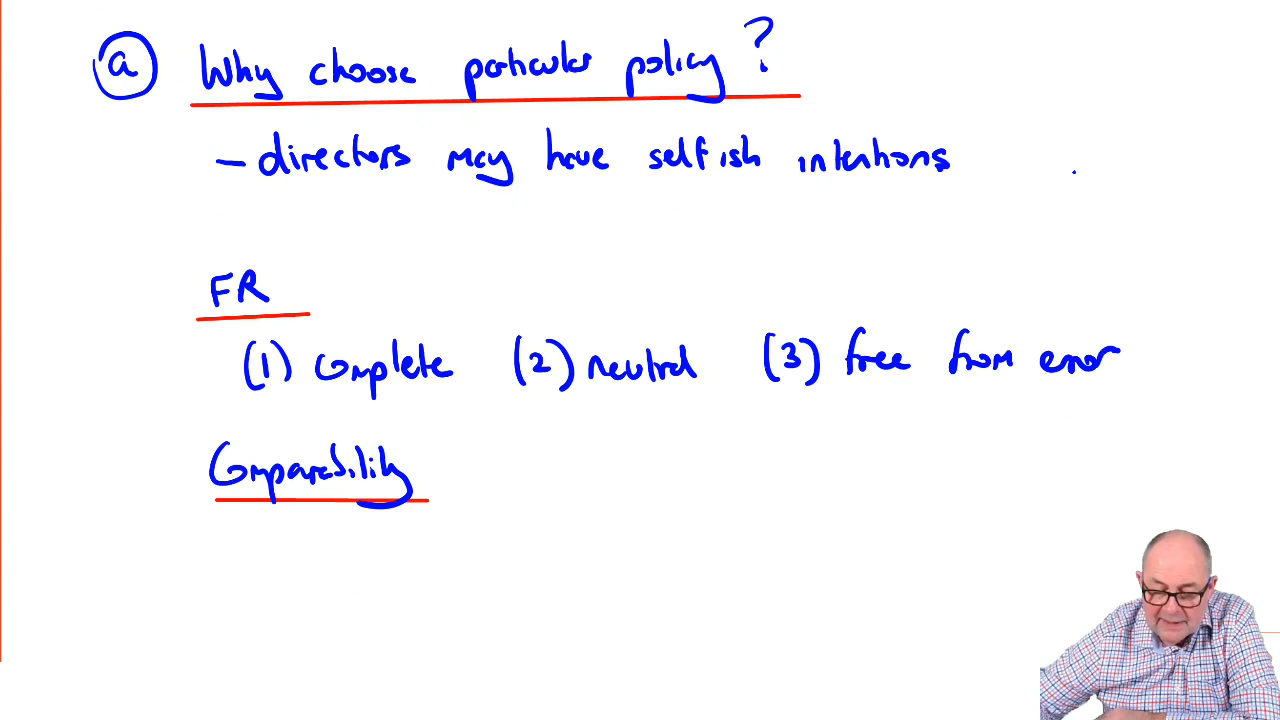 a Why choose particular policy?
- directors may have selfish intentions
FR
(1) complete (2) neutral (3) free from error
Comparability